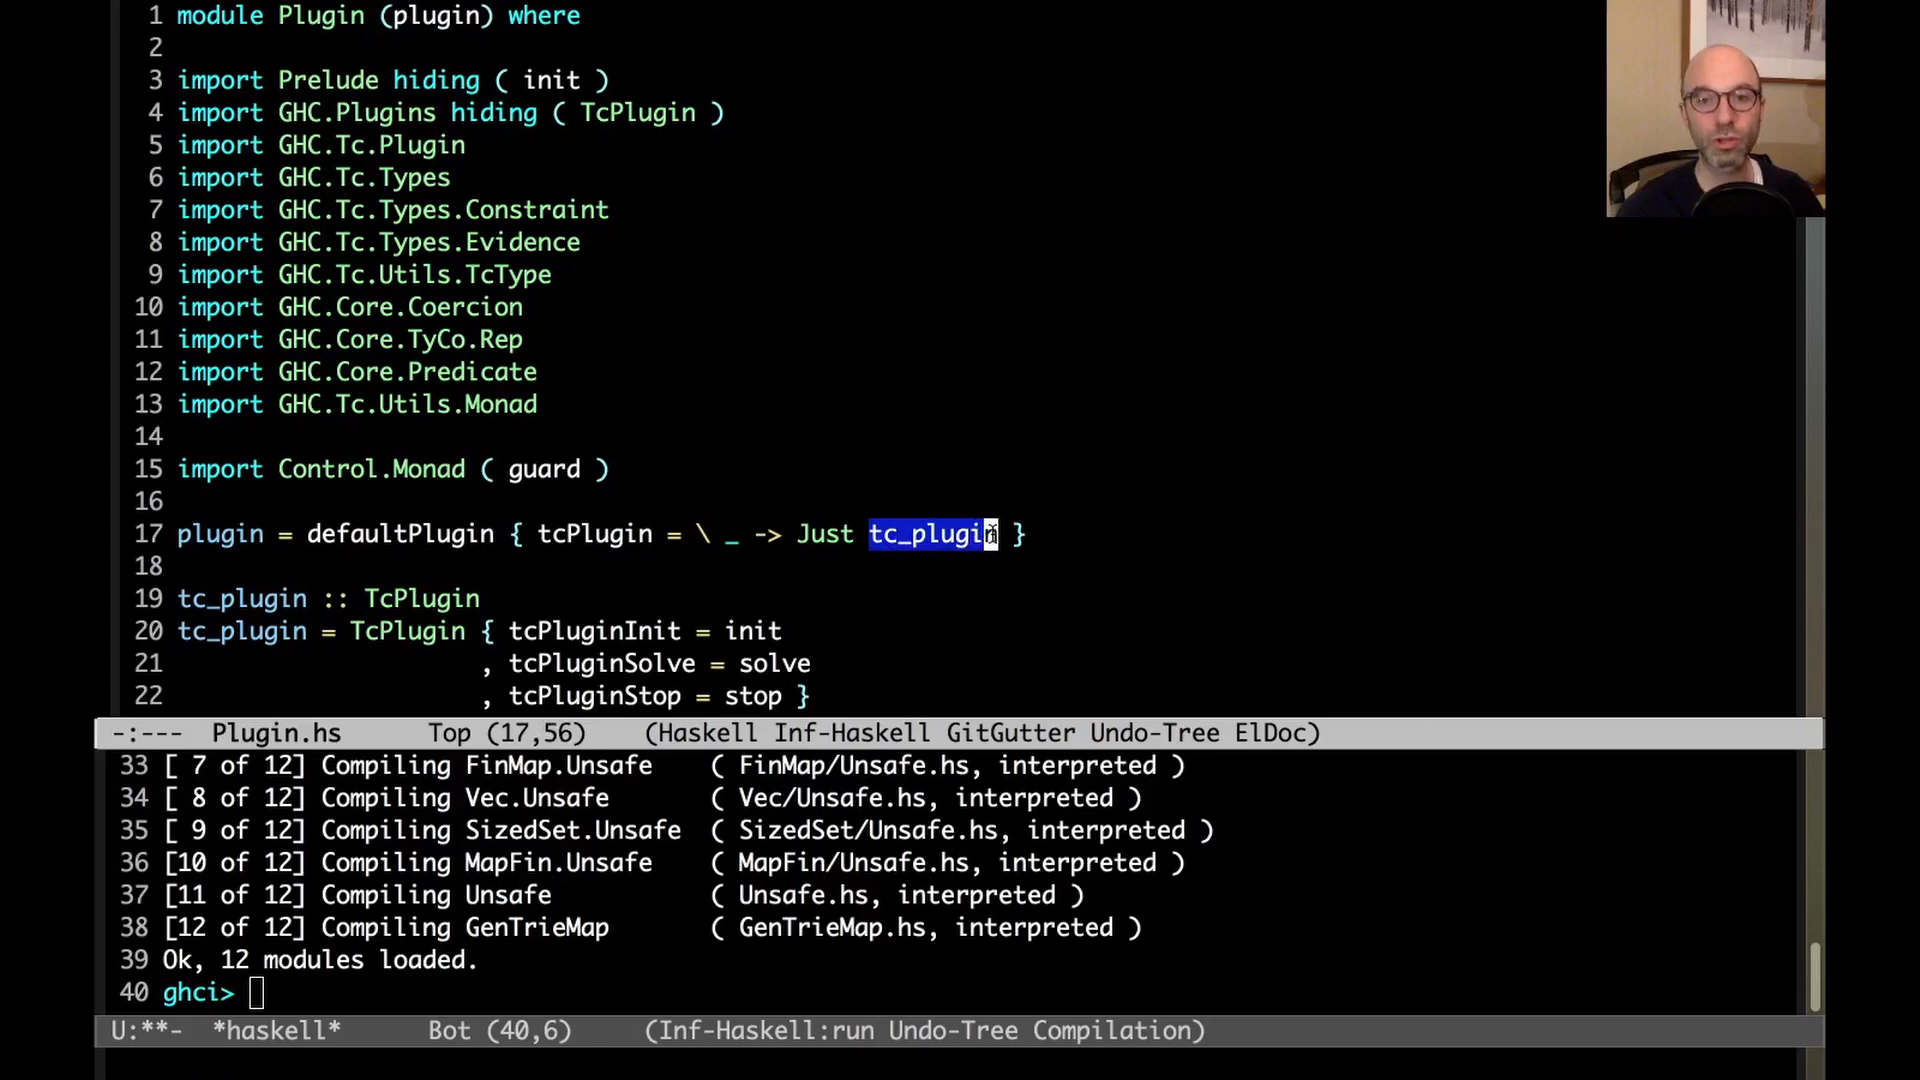 1 module Plugin (plugin) where
2
3 import Prelude hiding ( init )
4 import GHC.Plugins hiding ( TcPlugin )
5 import GHC.Tc.Plugin
6 import GHC.Tc.Types
7 import GHC.Tc.Types.Constraint
8 import GHC.Tc.Types.Evidence
9 import GHC.Tc.Utils.TcType
10 import GHC.Core.Coercion
11 import GHC.Core.TyCo.Rep
12 import GHC.Core.Predicate
13 import GHC.Tc.Utils.Monad
14
15 import Control.Monad ( guard )
16
17 plugin = defaultPlugin { tcPlugin = \ _ -> Just tc_plugin }
18
19 tc_plugin :: TcPlugin
20 tc_plugin = TcPlugin { tcPluginInit = init
21 , tcPluginSolve = solve
22 , tcPluginStop = stop }
-:--- Plugin.hs Top (17,56) (Haskell Inf-Haskell GitGutter Undo-Tree ElDoc)
33 [ 7 of 12] Compiling FinMap.Unsafe ( FinMap/Unsafe.hs, interpreted )
34 [ 8 of 12] Compiling Vec.Unsafe ( Vec/Unsafe.hs, interpreted )
35 [ 9 of 12] Compiling SizedSet.Unsafe ( SizedSet/Unsafe.hs, interpreted )
36 [10 of 12] Compiling MapFin.Unsafe ( MapFin/Unsafe.hs, interpreted )
37 [11 of 12] Compiling Unsafe ( Unsafe.hs, interpreted )
38 [12 of 12] Compiling GenTrieMap ( GenTrieMap.hs, interpreted )
39 Ok, 12 modules loaded.
40 ghci>
U:**- *haskell* Bot (40,6) (Inf-Haskell:run Undo-Tree Compilation)